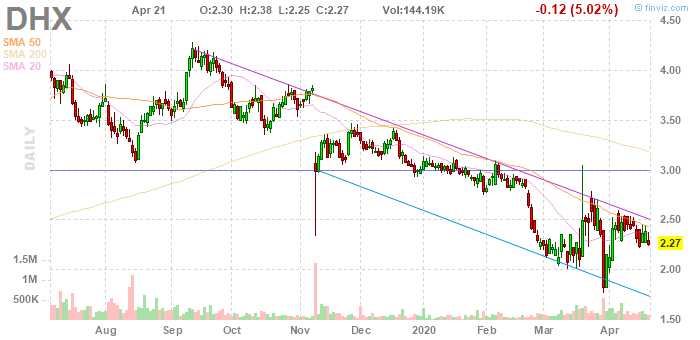 DHX
Apr 21 O:2.30 H:2.38 L:2.25 C:2.27 Vol:144.19K -0.12 (5.02%)
© finviz.com
SMA 50
SMA 200
SMA 20
DAILY
4.50
4.00
3.50
3.00
2.50
2.27
2.00
1.50
1.5M
1M
500K
Aug Sep Oct Nov Dec 2020 Feb Mar Apr